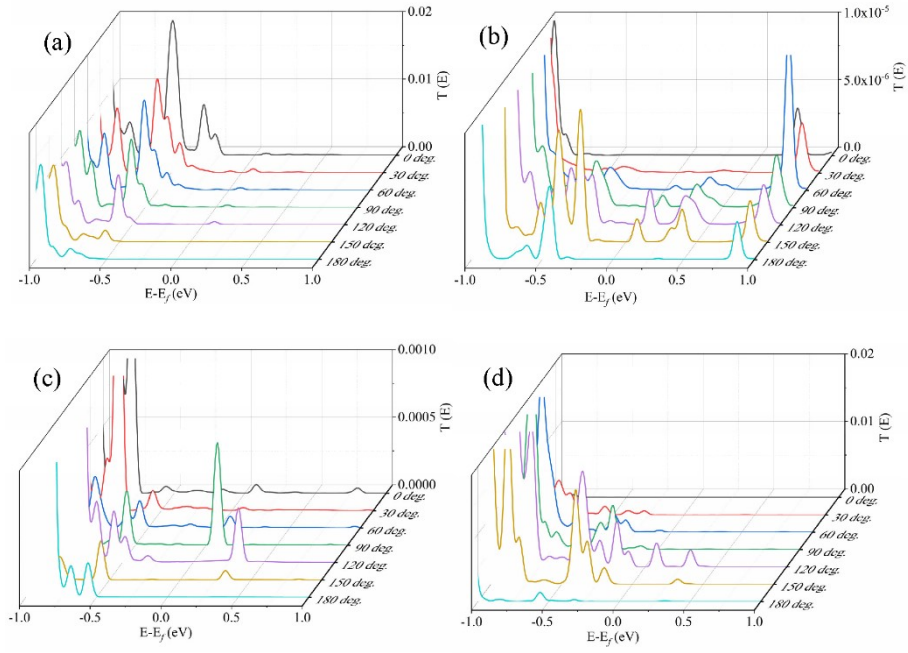 (a)
0.02
0.01
0.00
T (E)
0 deg.
30 deg.
60 deg.
90 deg.
120 deg.
150 deg.
180 deg.
-1.0
-0.5
0.0
0.5
1.0
E-Ef (eV)
(b)
1.0x10-5
5.0x10-6
0.0
T (E)
0 deg.
30 deg.
60 deg.
90 deg.
120 deg.
150 deg.
180 deg.
-1.0
-0.5
0.0
0.5
1.0
E-Ef (eV)
(c)
0.0010
0.0005
0.0000
T (E)
0 deg.
30 deg.
60 deg.
90 deg.
120 deg.
150 deg.
180 deg.
-1.0
-0.5
0.0
0.5
1.0
E-Ef (eV)
(d)
0.02
0.01
0.00
T (E)
0 deg.
30 deg.
60 deg.
90 deg.
120 deg.
150 deg.
180 deg.
-1.0
-0.5
0.0
0.5
1.0
E-Ef (eV)